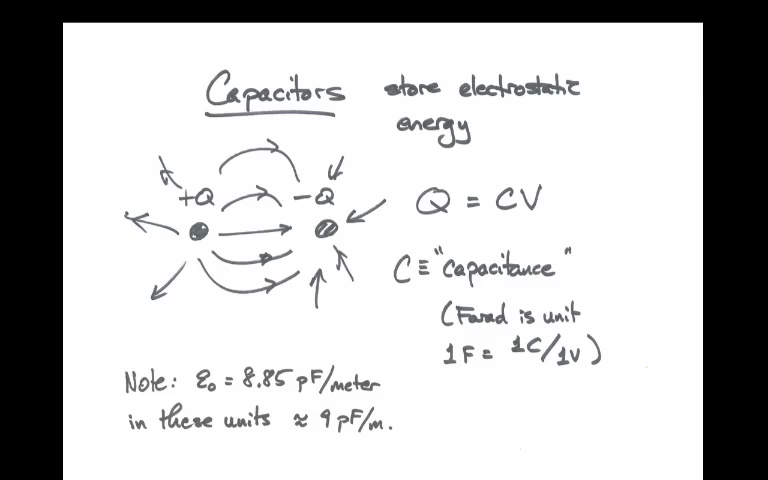 Capacitors store electrostatic
energy
+Q -Q
Q = CV
C ≡ "capacitance"
(Farad is unit
1F = 1C/1V)
Note: ε₀ = 8.85 pF/meter
in these units ≈ 9 pF/m.